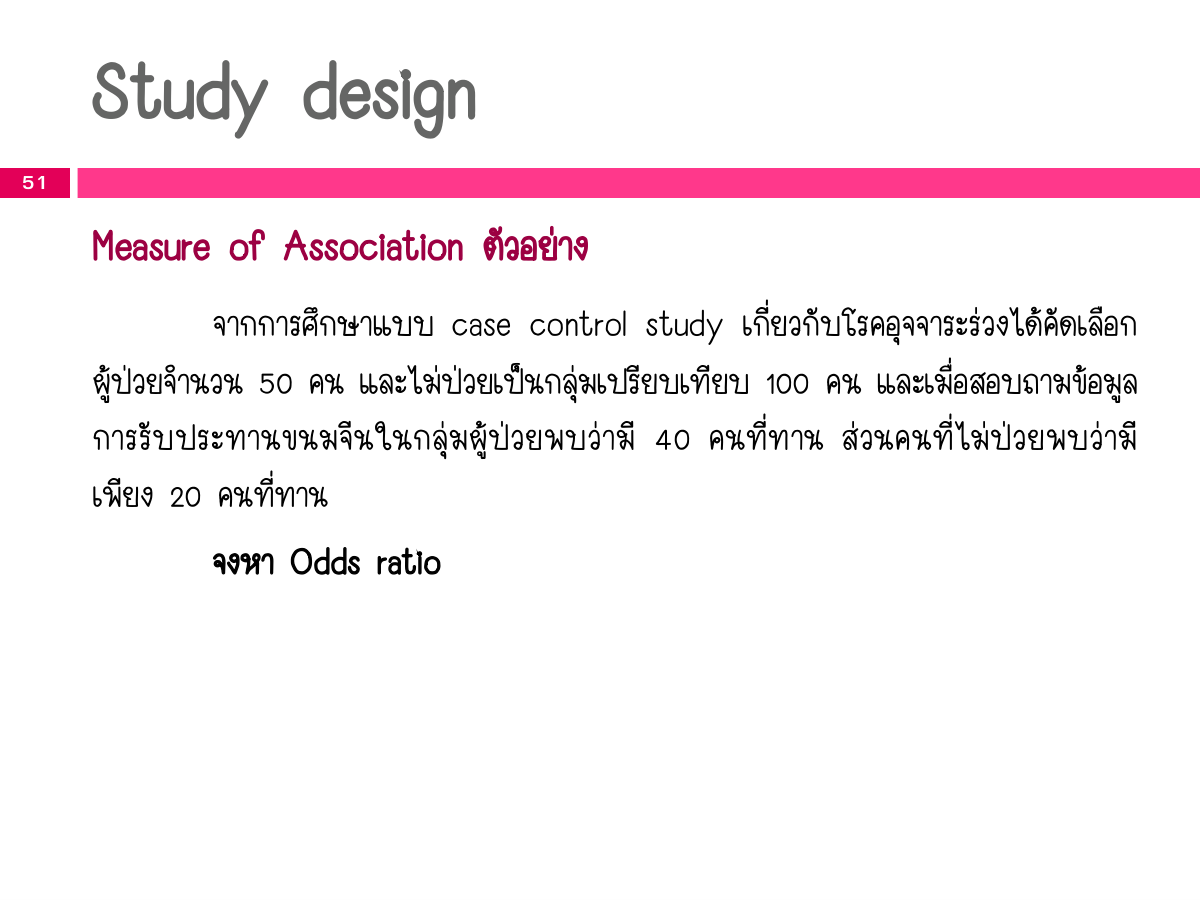 Study design
51
Measure of Association ตัวอย่าง
จากการศึกษาแบบ case control study เกี่ยวกับโรคอุจจาระร่วงได้คัดเลือก
ผู้ป่วยจำนวน 50 คน และไม่ป่วยเป็นกลุ่มเปรียบเทียบ 100 คน และเมื่อสอบถามข้อมูล
การรับประทานขนมจีนในกลุ่มผู้ป่วยพบว่ามี 40 คนที่ทาน ส่วนคนที่ไม่ป่วยพบว่ามี
เพียง 20 คนที่ทาน
จงหา Odds ratio